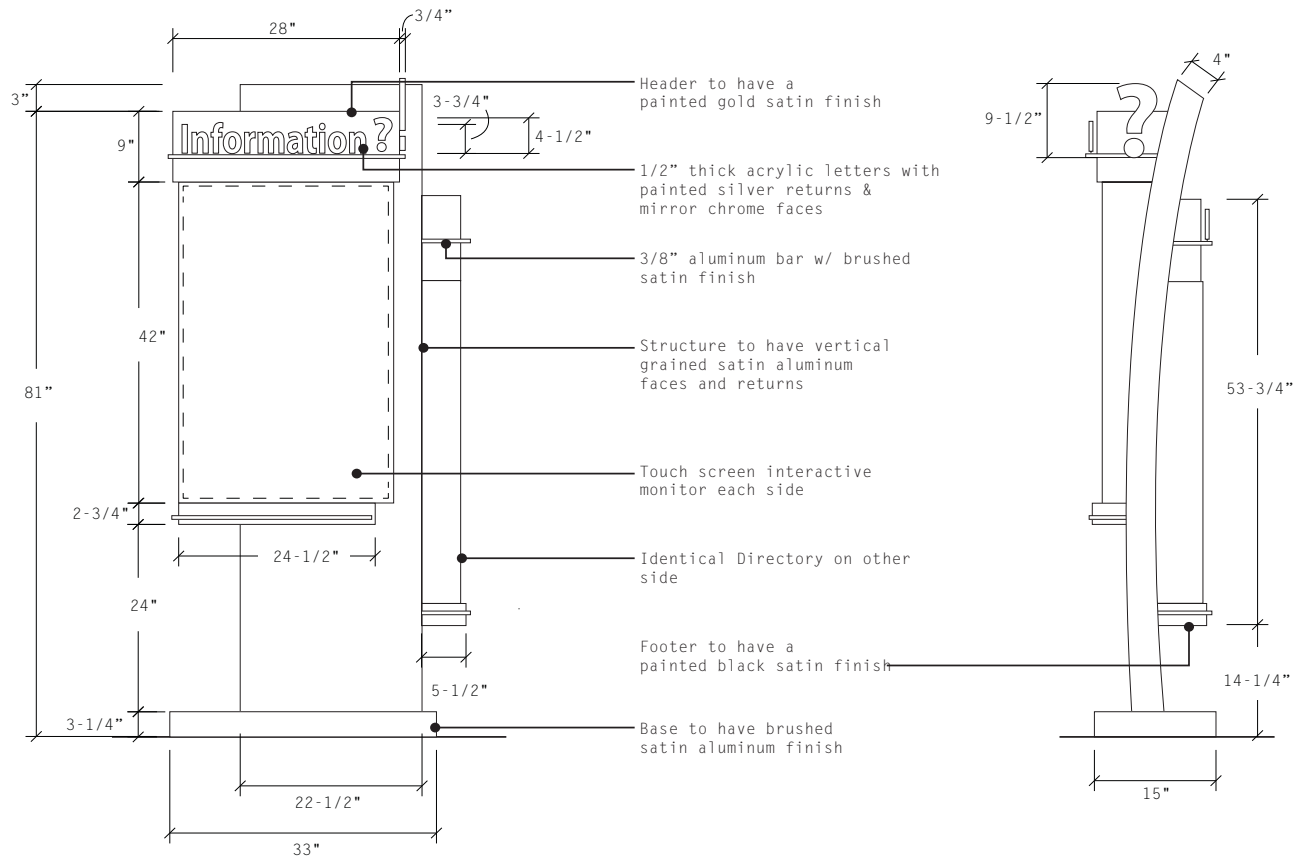 28"
3/4”
3”
9"
Information ?
3-3/4"
4-1/2"
Header to have a
painted gold satin finish
1/2” thick acrylic letters with
painted silver returns &
mirror chrome faces
3/8” aluminum bar w/ brushed
satin finish
Structure to have vertical
grained satin aluminum
faces and returns
Touch screen interactive
monitor each side
Identical Directory on other
side
Footer to have a
painted black satin finish
Base to have brushed
satin aluminum finish
42"
81”
2-3/4"
24-1/2"
24"
5-1/2"
3-1/4”
22-1/2"
33"
4"
9-1/2”
?
53-3/4”
14-1/4”
15"